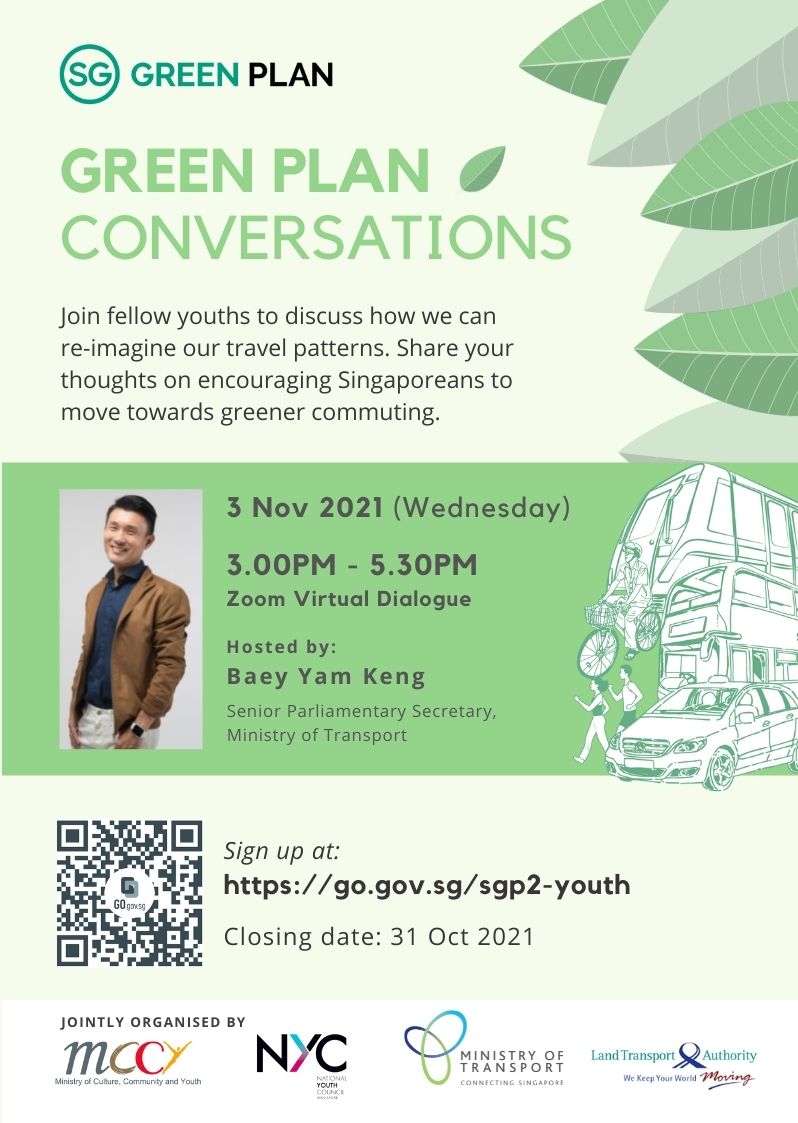 SG GREEN PLAN
GREEN PLAN
CONVERSATIONS
Join fellow youths to discuss how we can
re-imagine our travel patterns. Share your
thoughts on encouraging Singaporeans to
move towards greener commuting.
3 Nov 2021 (Wednesday)
3.00PM - 5.30PM
Zoom Virtual Dialogue
Hosted by:
Baey Yam Keng
Senior Parliamentary Secretary,
Ministry of Transport
GO.gov.sg
Sign up at:
https://go.gov.sg/sgp2-youth
Closing date: 31 Oct 2021
JOINTLY ORGANISED BY
mccy
Ministry of Culture, Community and Youth
NYC
NATIONAL
YOUTH
COUNCIL
SINGAPORE
MINISTRY OF
TRANSPORT
CONNECTING SINGAPORE
Land Transport Authority
We Keep Your World Moving